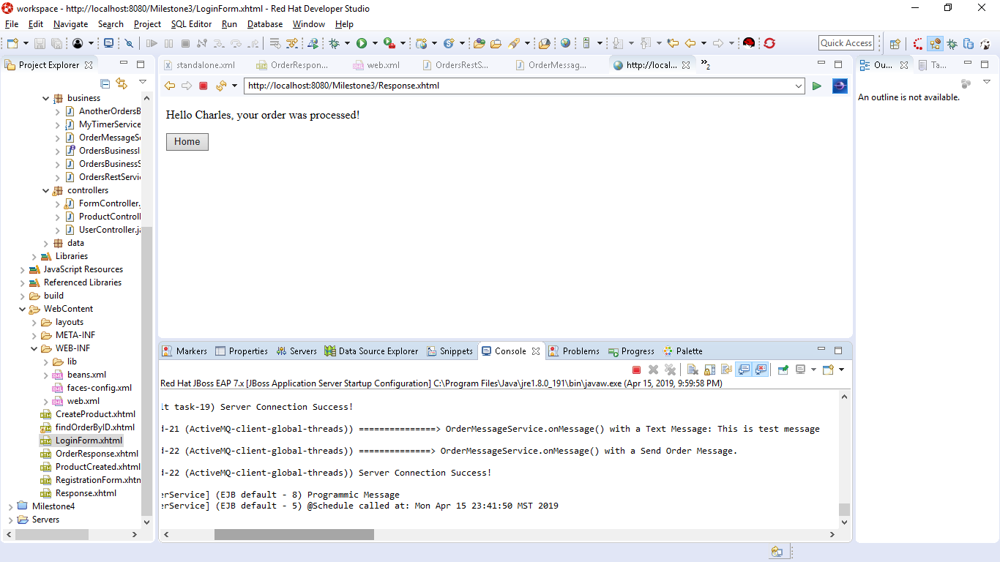 workspace - http://localhost:8080/Milestone3/LoginForm.xhtml - Red Hat Developer Studio
File Edit Navigate Search Project SQL Editor Run Database Window Help
Quick Access
Project Explorer
business
AnotherOrdersB
MyTimerService
OrderMessageSe
OrdersBusinessI
OrdersBusinessS
OrdersRestServi
controllers
FormController.
ProductControll
UserController.ja
data
Libraries
JavaScript Resources
Referenced Libraries
build
WebContent
layouts
META-INF
WEB-INF
lib
beans.xml
faces-config.xml
web.xml
CreateProduct.xhtml
findOrderByID.xhtml
LoginForm.xhtml
OrderResponse.xhtml
ProductCreated.xhtml
RegistrationForm.xhtm
Response.xhtml
Milestone4
Servers
standalone.xml OrderRespon... web.xml OrdersRestS... OrderMessag... http://local... »2
http://localhost:8080/Milestone3/Response.xhtml
Hello Charles, your order was processed!
Home
Markers Properties Servers Data Source Explorer Snippets Console Problems Progress Palette
Red Hat JBoss EAP 7.x [JBoss Application Server Startup Configuration] C:\Program Files\Java\jre1.8.0_191\bin\javaw.exe (Apr 15, 2019, 9:59:58 PM)
lt task-19) Server Connection Success!
d-21 (ActiveMQ-client-global-threads)) ===============> OrderMessageService.onMessage() with a Text Message: This is test message
d-22 (ActiveMQ-client-global-threads)) ==============> OrderMessageService.onMessage() with a Send Order Message.
d-22 (ActiveMQ-client-global-threads)) Server Connection Success!
erService] (EJB default - 8) Programmic Message
erService] (EJB default - 5) @Schedule called at: Mon Apr 15 23:41:50 MST 2019
Ou... Ta...
An outline is not available.